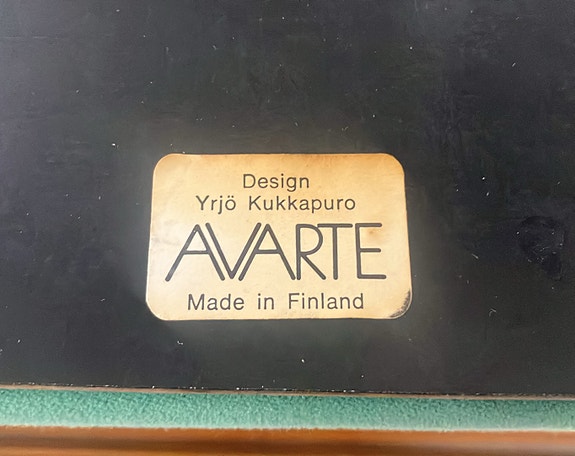 Design
Yrjö Kukkapuro
AVARTE
Made in Finland